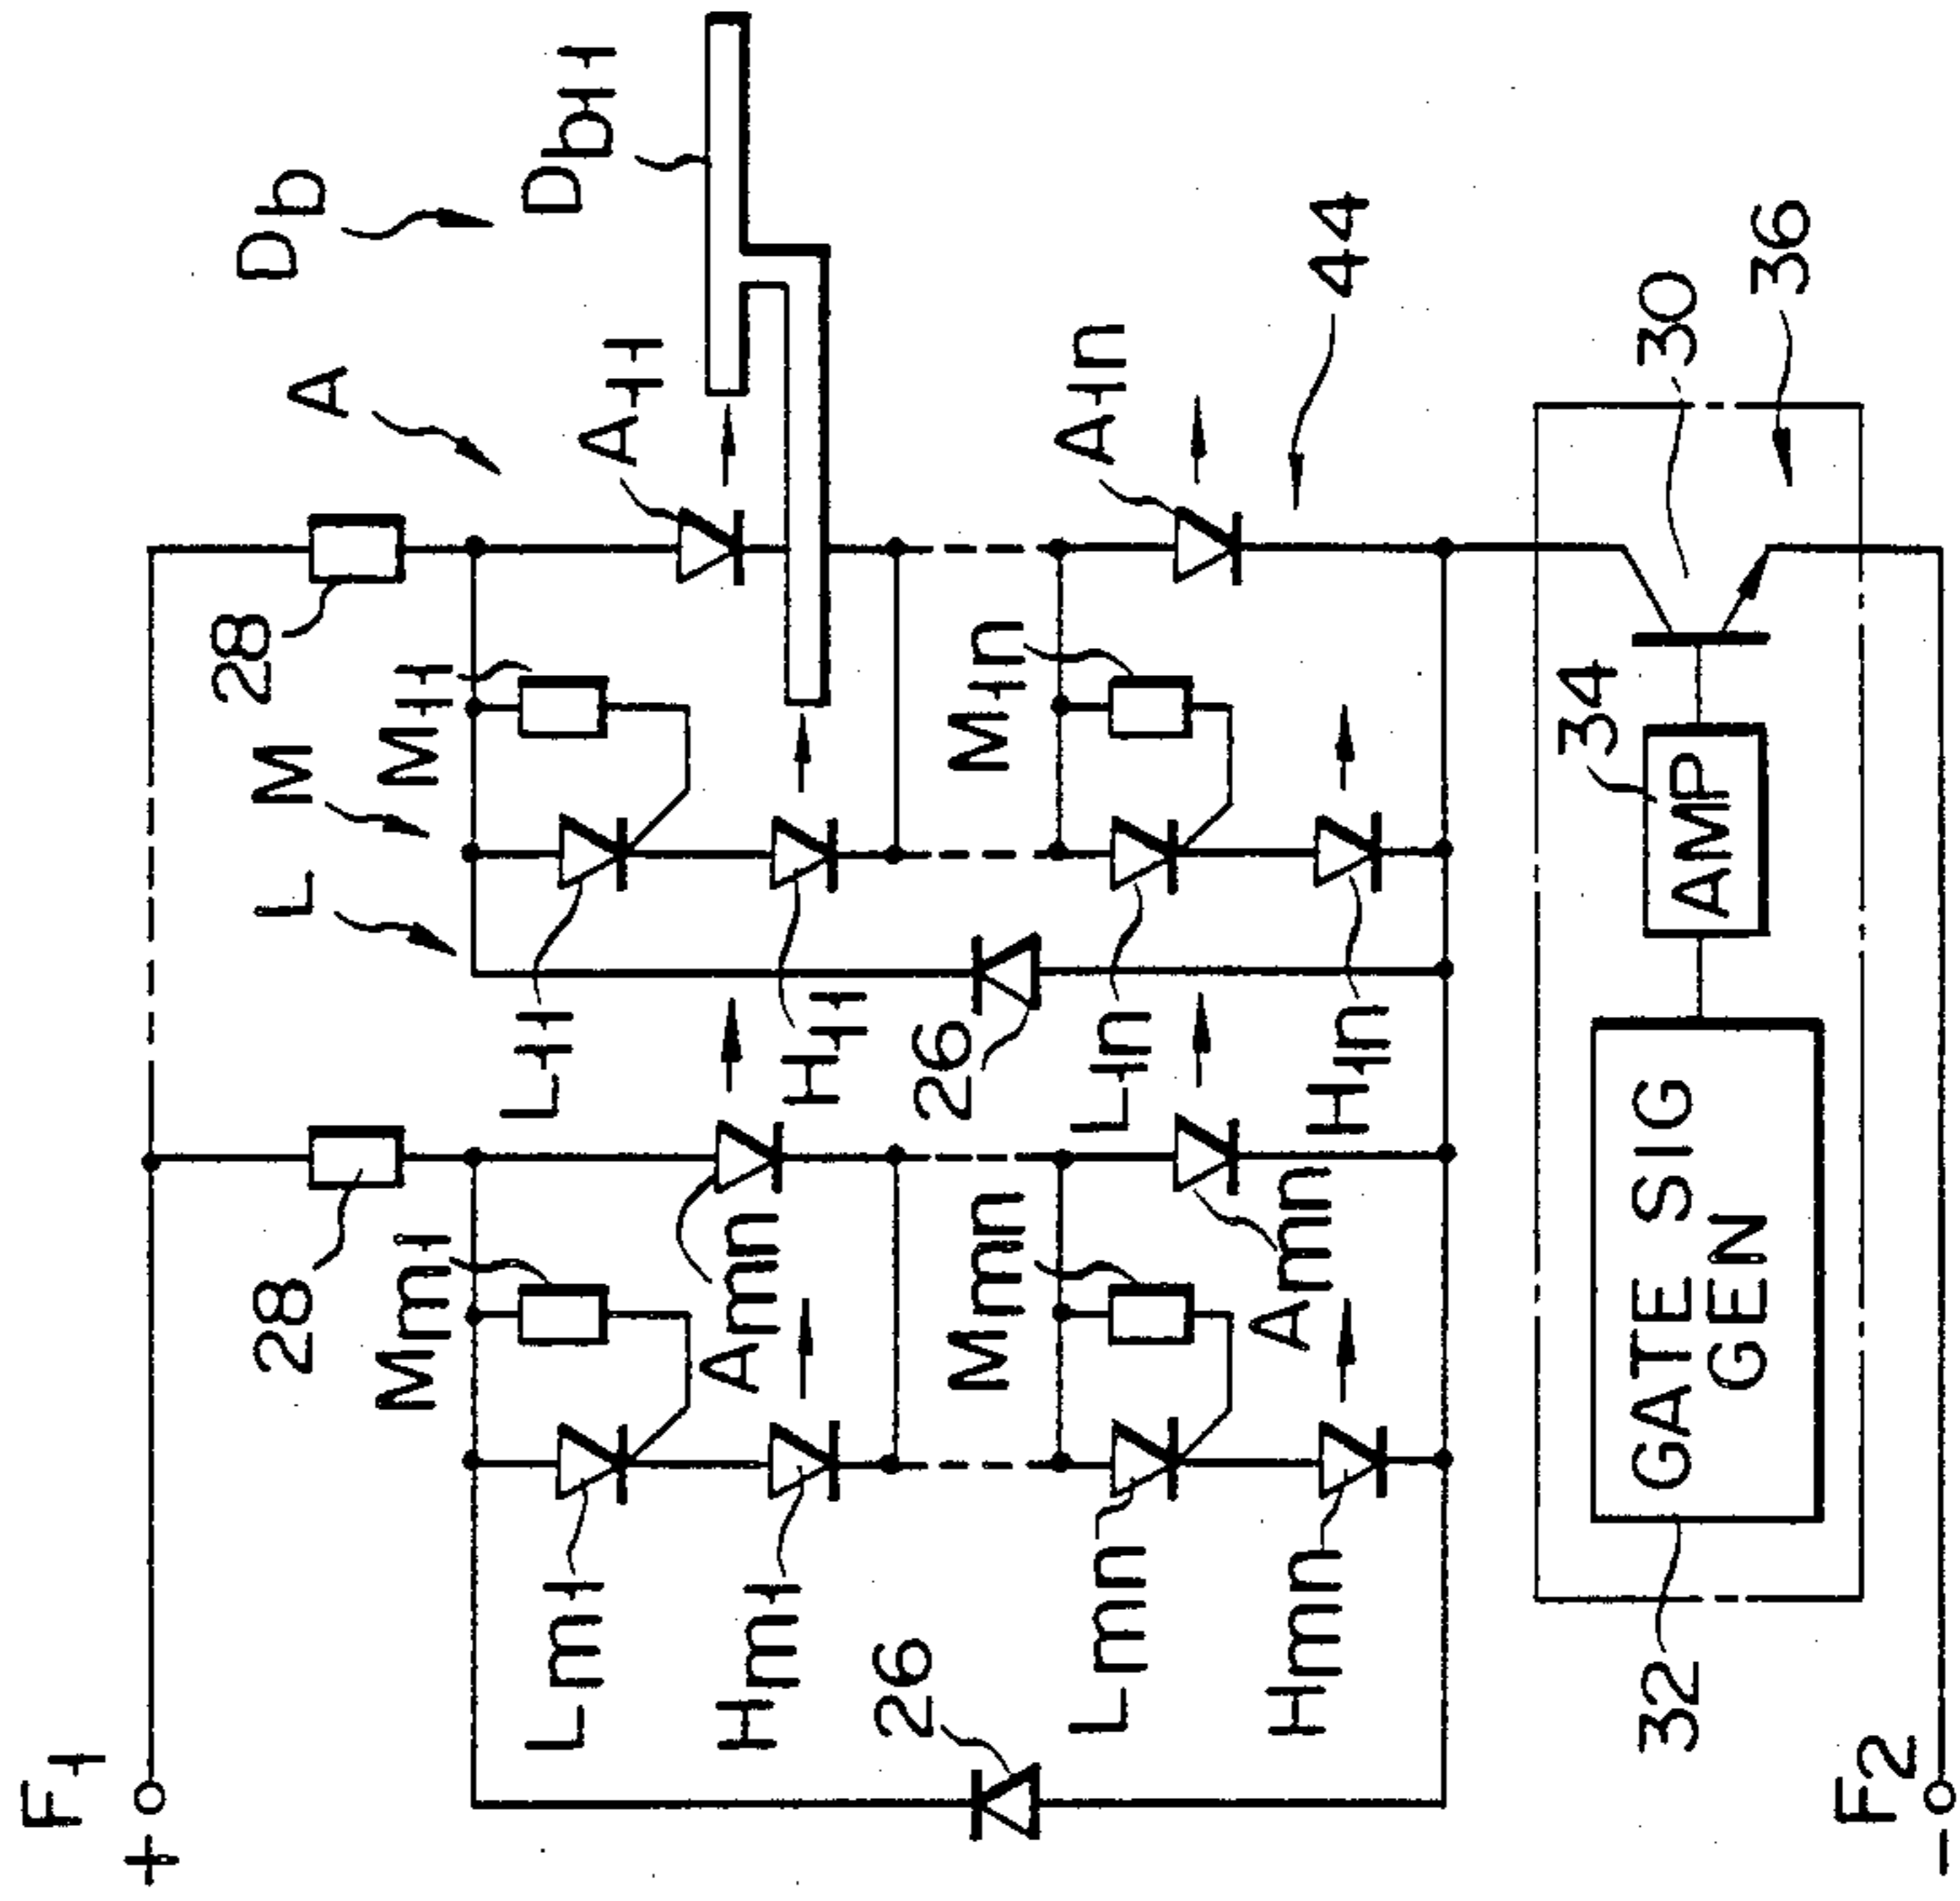 F1
+
28
M
L
Db
28
A
Mm1
M11
Lm1
L11
A11
Db11
Hm1
Amn
H11
26
26
Mmn
M1n
A1n
Lmn
L1n
Hmn
Amn
H1n
44
34
32
GATE SIG
GEN
AMP
30
36
F2
−